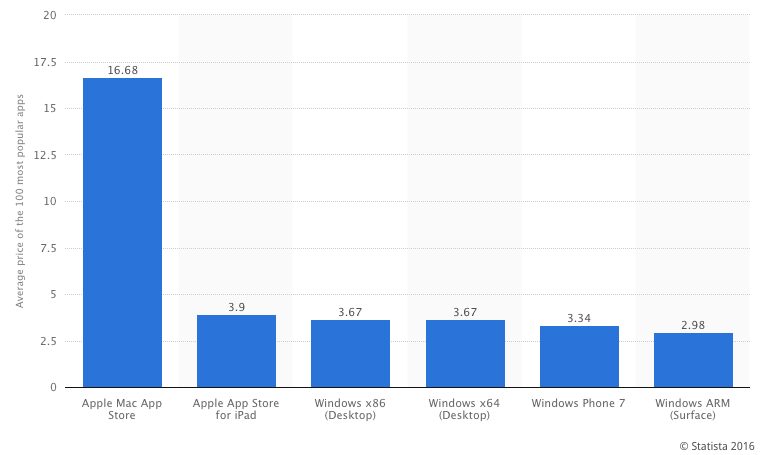 20
17.5
15
12.5
10
7.5
5
2.5
0
Average price of the 100 most popular apps
16.68
3.9
3.67
3.67
3.34
2.98
Apple Mac App
Store
Apple App Store
for iPad
Windows x86
(Desktop)
Windows x64
(Desktop)
Windows Phone 7
Windows ARM
(Surface)
© Statista 2016